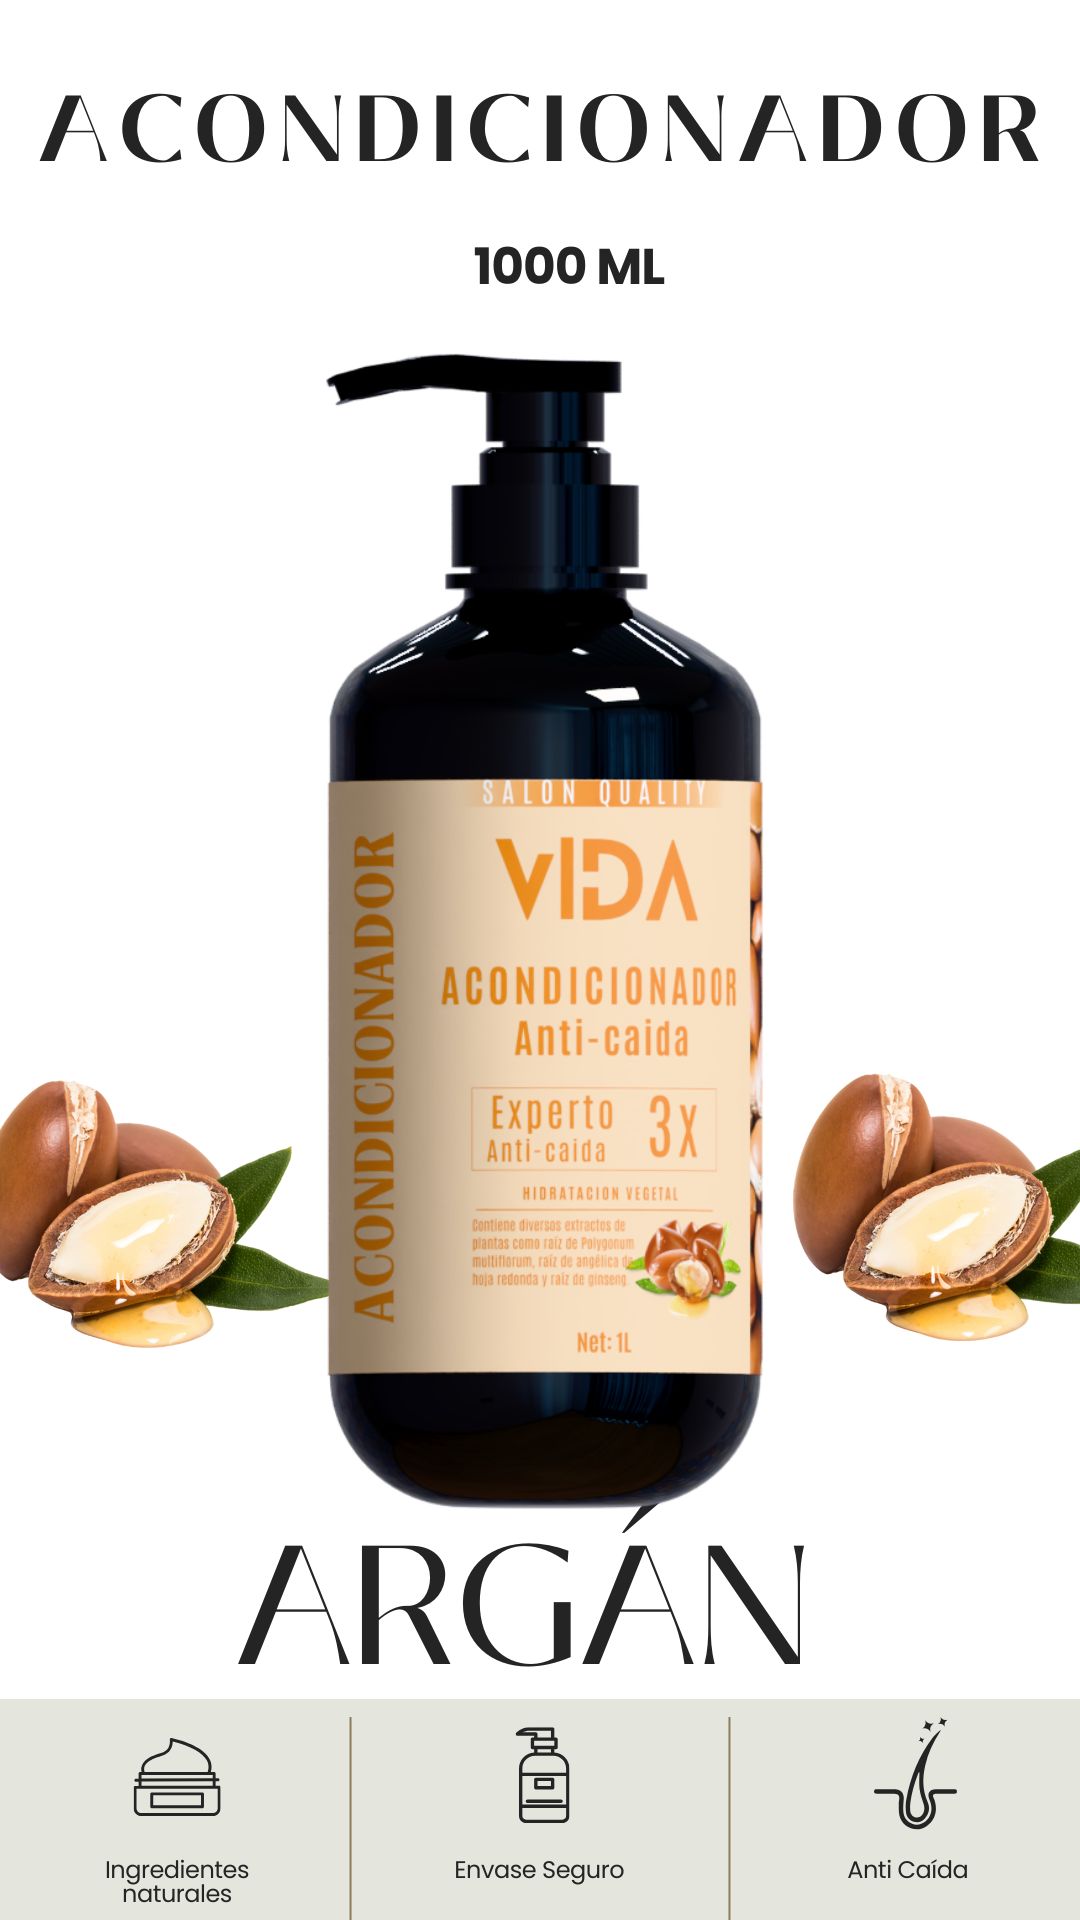 ACONDICIONADOR
1000 ML
SALON QUALITY
VIDA
ACONDICIONADOR
ACONDICIONADOR
Anti-caida
Experto
Anti-caida
3x
HIDRATACION VEGETAL
Contiene diversos extractos de
plantas como raíz de Polygonum
multiflorum, raíz de angélica de
hoja redonda y raíz de ginseng
Net: 1L
ARGÁN
Ingredientes
naturales
Envase Seguro
Anti Caída